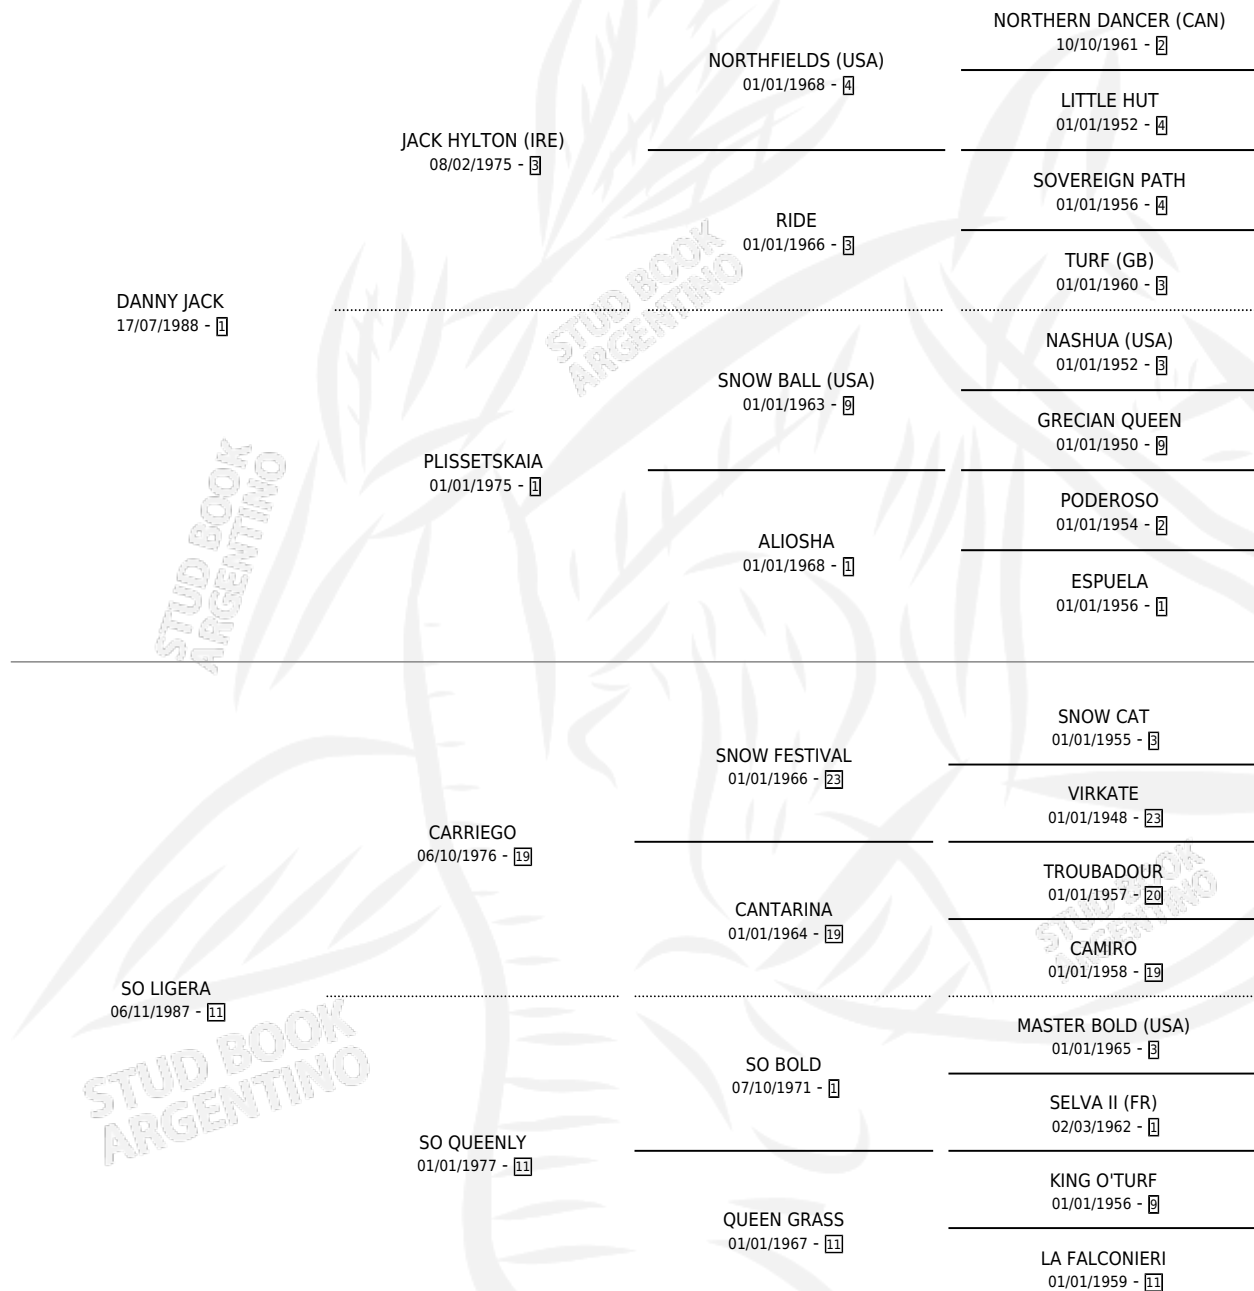 NORTHERN DANCER (CAN)
10/10/1961 - 2
NORTHFIELDS (USA)
01/01/1968 - 4
LITTLE HUT
01/01/1952 - 4
JACK HYLTON (IRE)
08/02/1975 - 3
SOVEREIGN PATH
01/01/1956 - 4
RIDE
01/01/1966 - 3
TURF (GB)
01/01/1960 - 3
DANNY JACK
17/07/1988 - 1
NASHUA (USA)
01/01/1952 - 3
SNOW BALL (USA)
01/01/1963 - 9
GRECIAN QUEEN
01/01/1950 - 9
PLISSETSKAIA
01/01/1975 - 1
PODEROSO
01/01/1954 - 2
ALIOSHA
01/01/1968 - 1
ESPUELA
01/01/1956 - 1
SNOW CAT
01/01/1955 - 3
SNOW FESTIVAL
01/01/1966 - 23
VIRKATE
01/01/1948 - 23
CARRIEGO
06/10/1976 - 19
TROUBADOUR
01/01/1957 - 20
CANTARINA
01/01/1964 - 19
CAMIRO
01/01/1958 - 19
SO LIGERA
06/11/1987 - 11
MASTER BOLD (USA)
01/01/1965 - 3
SO BOLD
07/10/1971 - 1
SELVA II (FR)
02/03/1962 - 1
SO QUEENLY
01/01/1977 - 11
KING O'TURF
01/01/1956 - 9
QUEEN GRASS
01/01/1967 - 11
LA FALCONIERI
01/01/1959 - 11
STUD BOOK
ARGENTINO
STUD BOOK
ARGENTINO
STUD BOOK
ARGENTINO
STUD BOOK
ARGENTINO